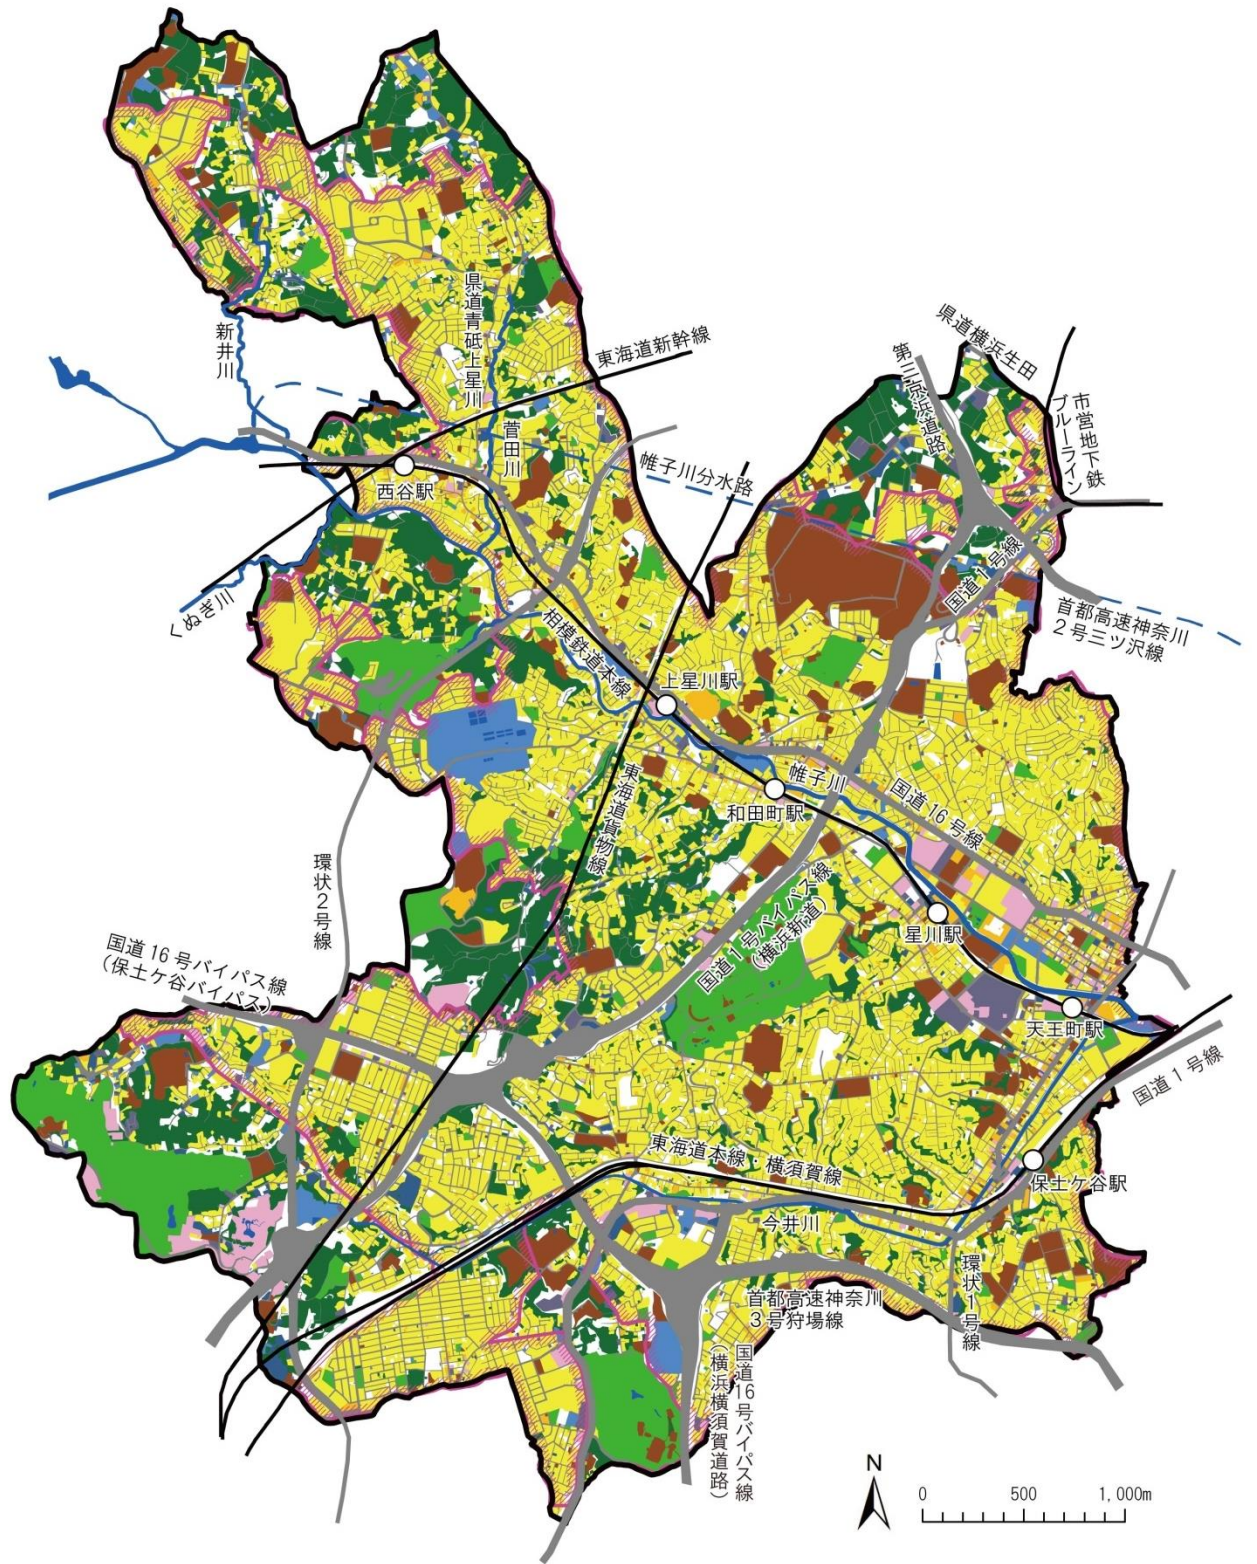 新井川
県道青砥上星川
東海道新幹線
県道横浜生田
第三京浜道路
市営地下鉄
ブルーライン
菅田川
西谷駅
帷子川分水路
くぬぎ川
国道1号線
首都高速神奈川
2号三ツ沢線
相模鉄道本線
上星川駅
東海道貨物線
帷子川
国道16号線
和田町駅
環状2号線
国道1号バイパス線
(横浜新道)
星川駅
国道16号バイパス線
(保土ケ谷バイパス)
天王町駅
国道1号線
東海道本線・横須賀線
保土ケ谷駅
今井川
環状1号線
首都高速神奈川
3号狩場線
国道16号バイパス線
(横浜横須賀道路)
N
0 500 1,000m